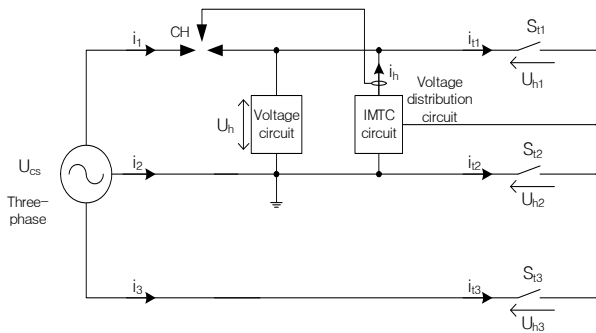 i1
CH
it1
St1
ih
Uh1
Voltage
distribution
circuit
Uh
Voltage
circuit
IMTC
circuit
Ucs
i2
it2
St2
Uh2
Three-
phase
i3
it3
St3
Uh3